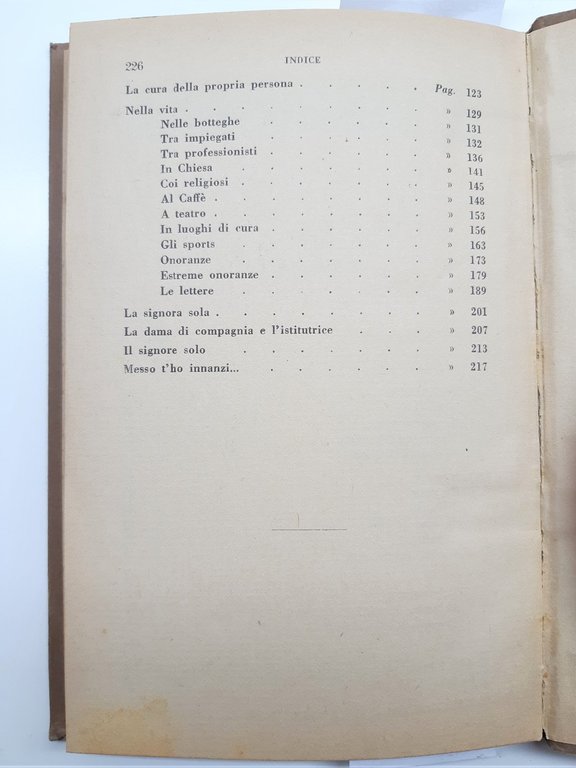 226 INDICE
La cura della propria persona . . . . . Pag. 123
Nella vita . . . . . . . . . » 129
Nelle botteghe . . . . . . » 131
Tra impiegati . . . . . . » 132
Tra professionisti . . . . . . » 136
In Chiesa . . . . . . . » 141
Coi religiosi . . . . . . . » 145
Al Caffè . . . . . . . . » 148
A teatro . . . . . . . . » 153
In luoghi di cura . . . . . . » 156
Gli sports . . . . . . . » 163
Onoranze . . . . . . . » 173
Estreme onoranze . . . . . . » 179
Le lettere . . . . . . . » 189
La signora sola . . . . . . . . » 201
La dama di compagnia e l'istitutrice . . . » 207
Il signore solo . . . . . . . » 213
Messo t'ho innanzi... . . . . . . » 217